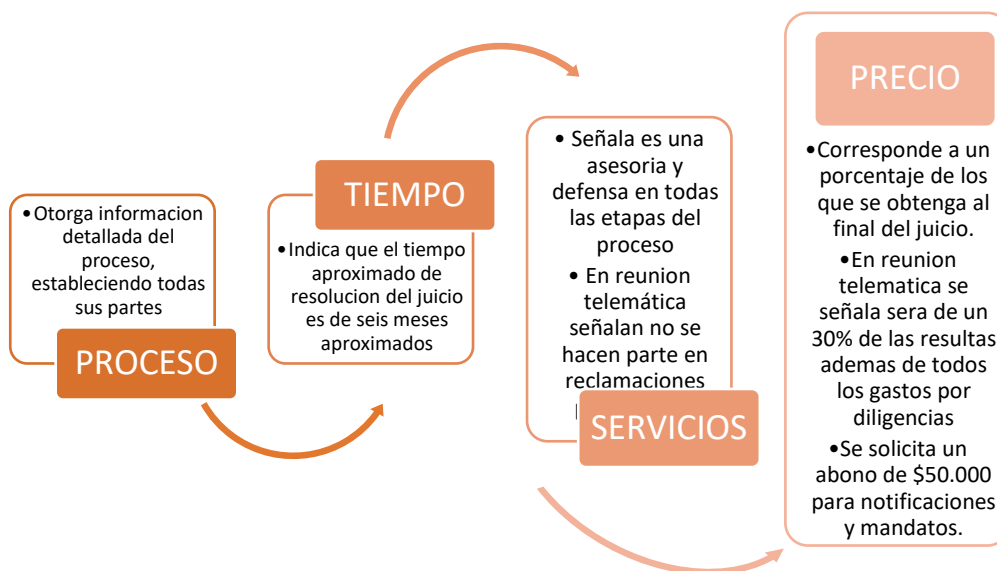 •Otorga informacion
detallada del
proceso,
estableciendo todas
sus partes
PROCESO
TIEMPO
•Indica que el tiempo
aproximado de
resolucion del juicio
es de seis meses
aproximados
• Señala es una
asesoria y
defensa en todas
las etapas del
proceso
• En reunion
telemática
señalan no se
hacen parte en
reclamaciones
SERVICIOS
PRECIO
•Corresponde a un
porcentaje de los
que se obtenga al
final del juicio.
•En reunion
telematica se
señala sera de un
30% de las resultas
ademas de todos
los gastos por
diligencias
•Se solicita un
abono de $50.000
para notificaciones
y mandatos.